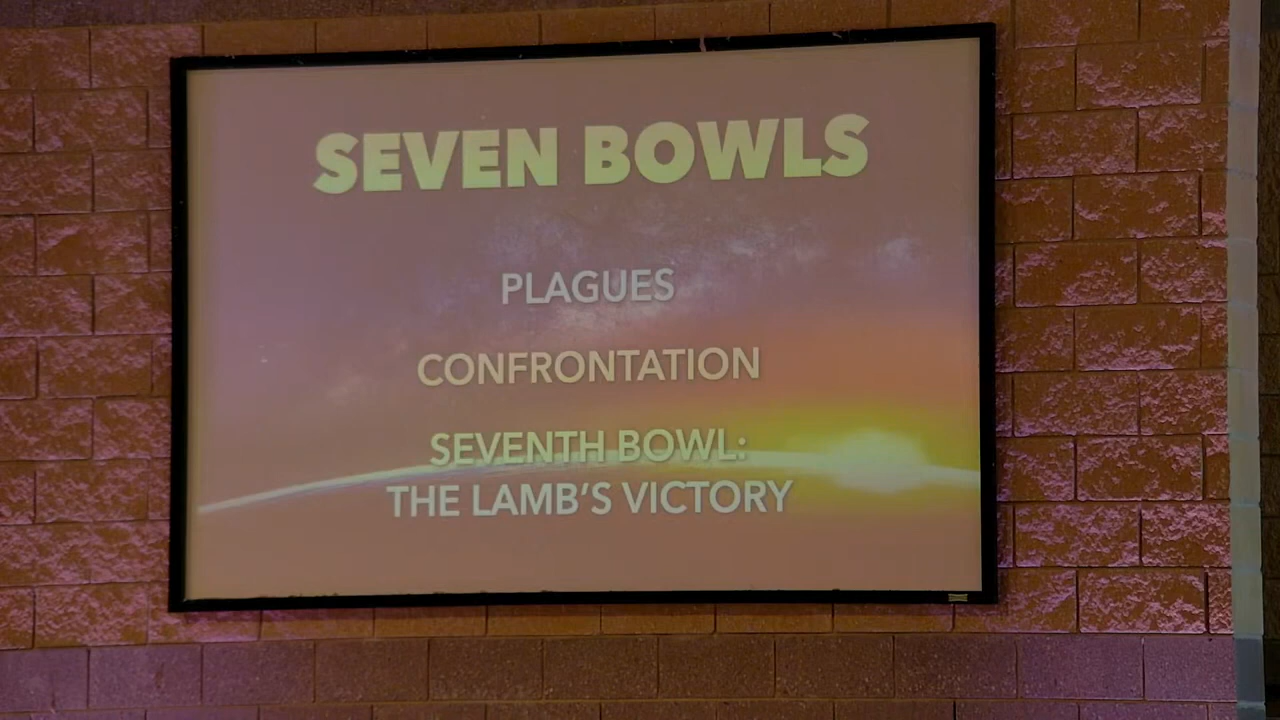 SEVEN BOWLS
PLAGUES
CONFRONTATION
SEVENTH BOWL:
THE LAMB'S VICTORY